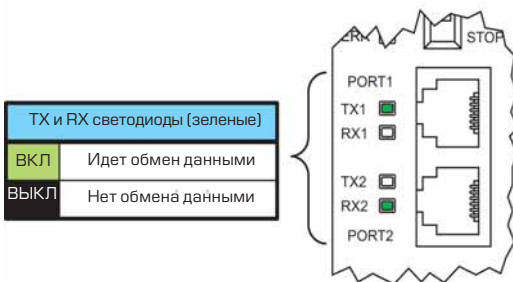 STOP
PORT1
TX1
RX1
TX2
RX2
PORT2
TX и RX светодиоды (зеленые)
ВКЛ Идет обмен данными
ВЫКЛ Нет обмена данными